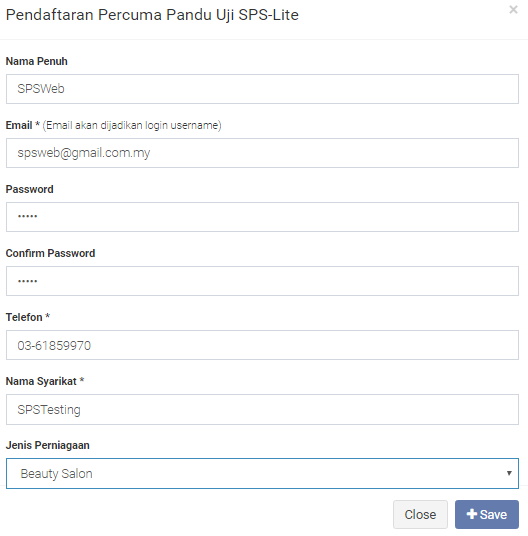 Pendaftaran Percuma Pandu Uji SPS-Lite ×
Nama Penuh
SPSWeb
Email * (Email akan dijadikan login username)
spsweb@gmail.com.my
Password
•••••
Confirm Password
•••••
Telefon *
03-61859970
Nama Syarikat *
SPSTesting
Jenis Perniagaan
Beauty Salon
Close + Save